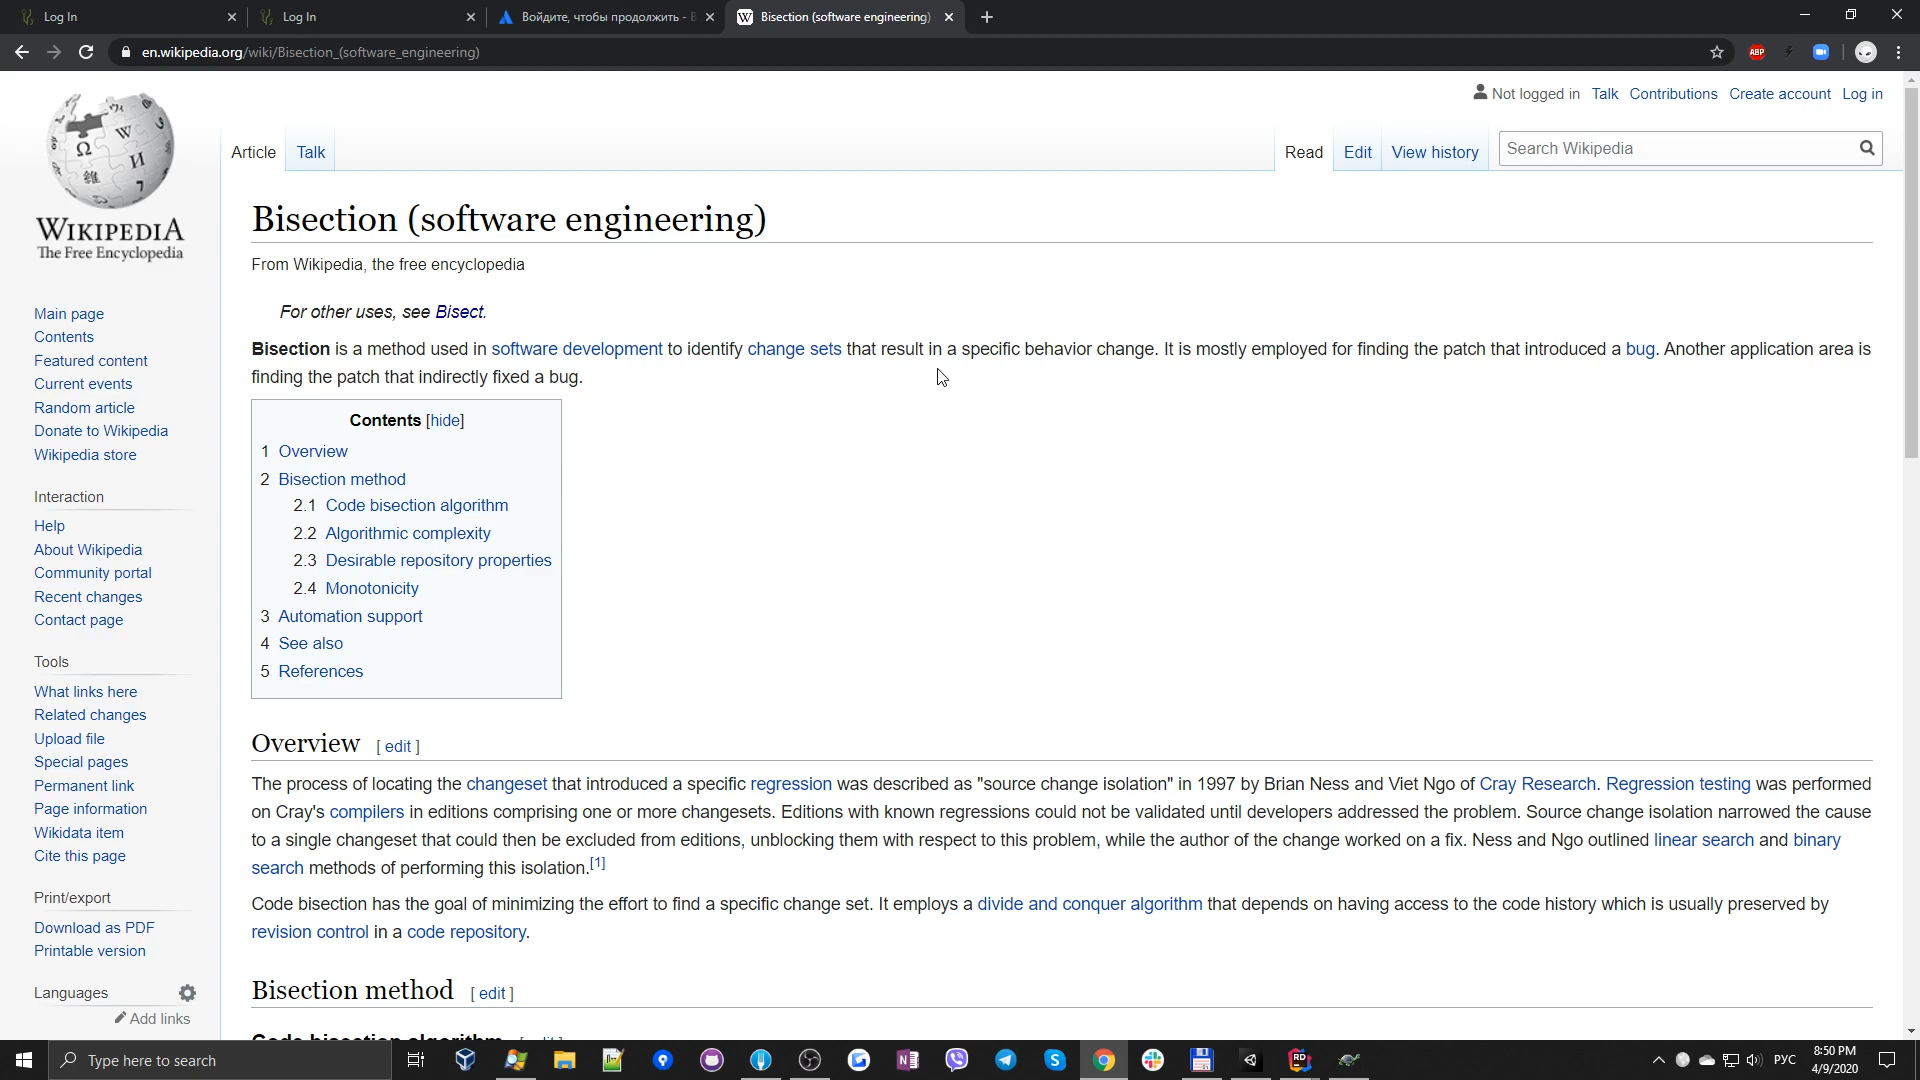 Log In
Log In
Войдите, чтобы продолжить -
Bisection (software engineering)
en.wikipedia.org/wiki/Bisection_(software_engineering)
ABP
Not logged in Talk Contributions Create account Log in
Article Talk Read Edit View history Search Wikipedia
WIKIPEDIA
The Free Encyclopedia
Main page
Contents
Featured content
Current events
Random article
Donate to Wikipedia
Wikipedia store
Interaction
Help
About Wikipedia
Community portal
Recent changes
Contact page
Tools
What links here
Related changes
Upload file
Special pages
Permanent link
Page information
Wikidata item
Cite this page
Print/export
Download as PDF
Printable version
Languages
Add links
Bisection (software engineering)
From Wikipedia, the free encyclopedia
For other uses, see Bisect.
Bisection is a method used in software development to identify change sets that result in a specific behavior change. It is mostly employed for finding the patch that introduced a bug. Another application area is
finding the patch that indirectly fixed a bug.
Contents [hide]
1 Overview
2 Bisection method
2.1 Code bisection algorithm
2.2 Algorithmic complexity
2.3 Desirable repository properties
2.4 Monotonicity
3 Automation support
4 See also
5 References
Overview [ edit ]
The process of locating the changeset that introduced a specific regression was described as "source change isolation" in 1997 by Brian Ness and Viet Ngo of Cray Research. Regression testing was performed
on Cray's compilers in editions comprising one or more changesets. Editions with known regressions could not be validated until developers addressed the problem. Source change isolation narrowed the cause
to a single changeset that could then be excluded from editions, unblocking them with respect to this problem, while the author of the change worked on a fix. Ness and Ngo outlined linear search and binary
search methods of performing this isolation.[1]
Code bisection has the goal of minimizing the effort to find a specific change set. It employs a divide and conquer algorithm that depends on having access to the code history which is usually preserved by
revision control in a code repository.
Bisection method [ edit ]
Code bisection algorithm [ edit ]
Type here to search
РУС
8:50 PM
4/9/2020